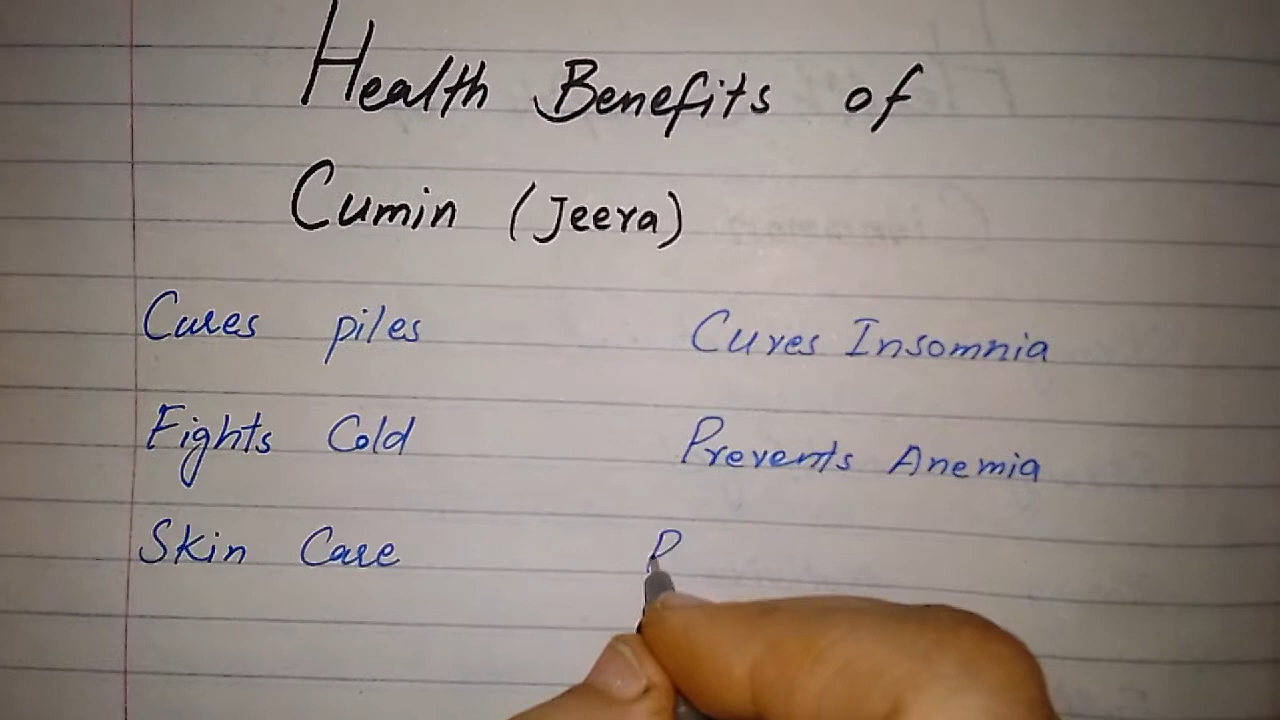 Health Benefits of
Cumin (Jeera)
Cures piles Cures Insomnia
Fights Cold Prevents Anemia
Skin Care P